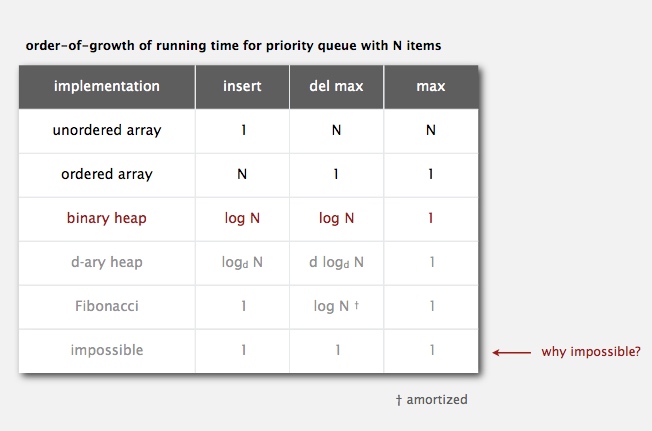 order-of-growth of running time for priority queue with N items
implementation insert del max max
unordered array 1 N N
ordered array N 1 1
binary heap log N log N 1
d-ary heap log_d N d log_d N 1
Fibonacci 1 log N † 1
impossible 1 1 1 why impossible?
† amortized